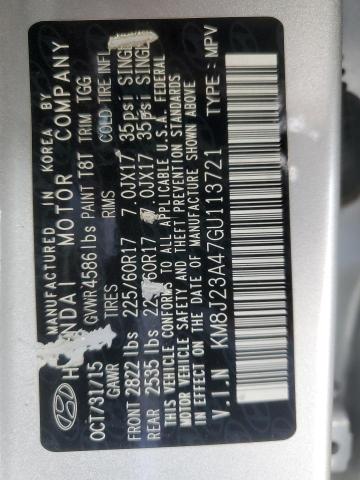 MANUFACTURED IN KOREA BY
HYUNDAI MOTOR COMPANY
OCT/31/15 GVWR 4586 lbs PAINT T8T TRIM TGG
GAWR TIRES RIMS COLD TIRE INF
FRONT 2822 lbs 225/60R17 7.0JX17 35psi SINGL
REAR 2535 lbs 225/60R17 7.0JX17 35psi SINGL
THIS VEHICLE CONFORMS TO ALL APPLICABLE U.S.A. FEDERAL
MOTOR VEHICLE SAFETY AND THEFT PREVENTION STANDARDS
IN EFFECT ON THE DATE OF MANUFACTURE SHOWN ABOVE
V.I.N KM8J23A47GU113721 TYPE: MPV